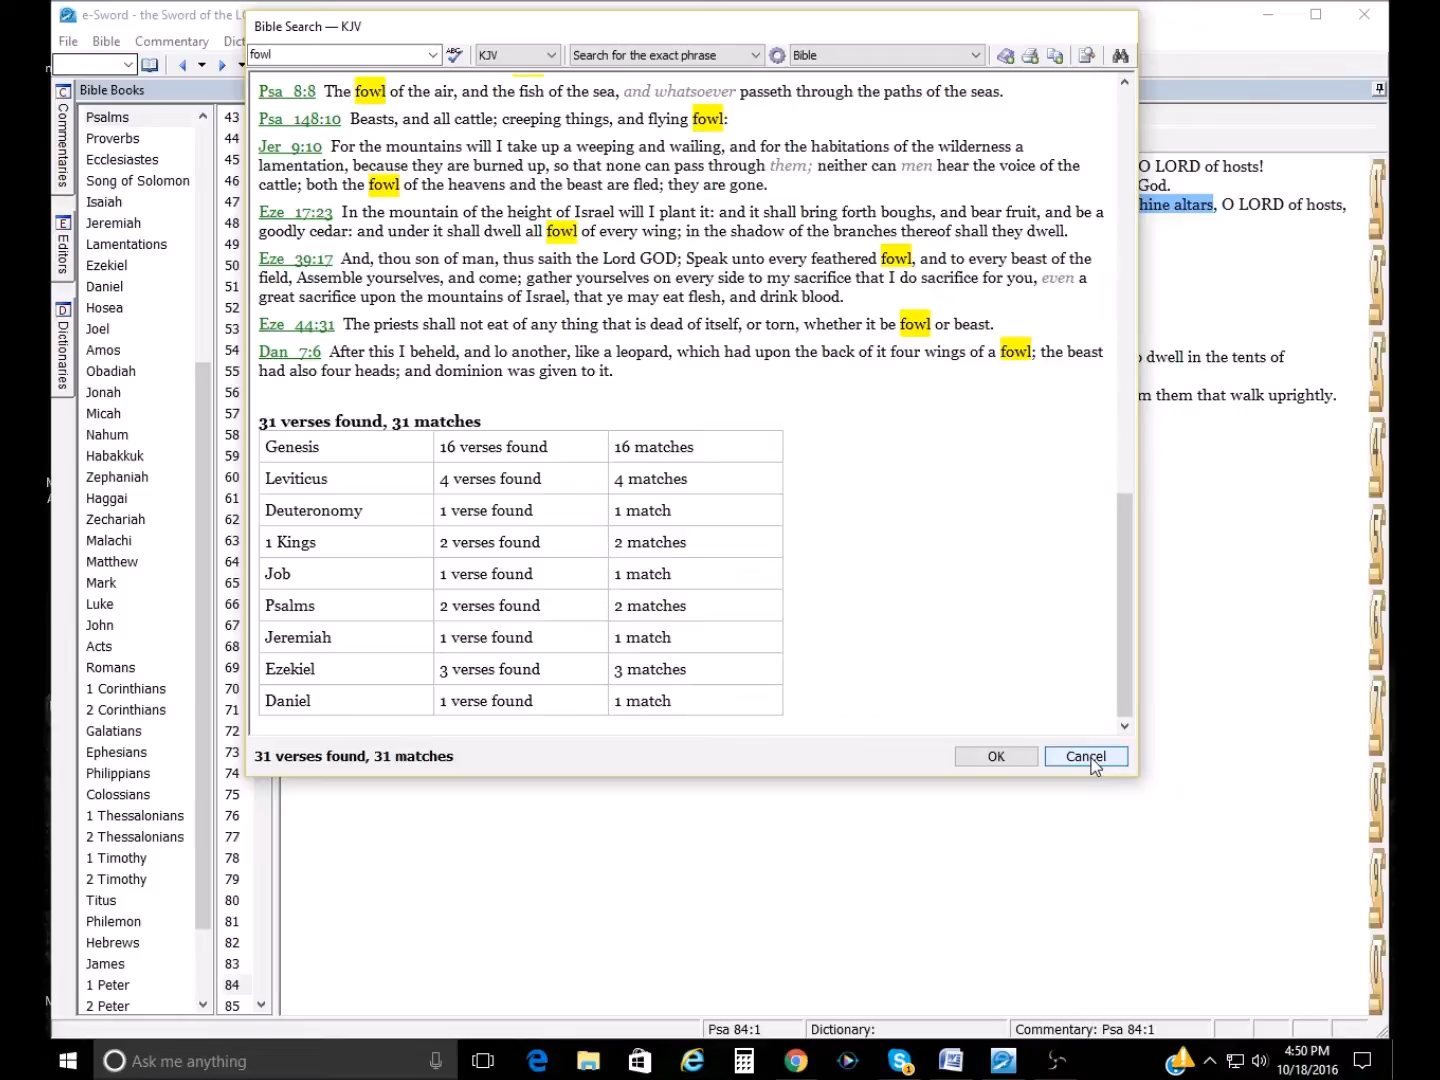 e-Sword - the Sword of the LO
Bible Search — KJV
File Bible Commentary Dict
fowl
KJV
Search for the exact phrase
Bible
Bible Books
Commentaries
Editors
Dictionaries
Psalms
Proverbs
Ecclesiastes
Song of Solomon
Isaiah
Jeremiah
Lamentations
Ezekiel
Daniel
Hosea
Joel
Amos
Obadiah
Jonah
Micah
Nahum
Habakkuk
Zephaniah
Haggai
Zechariah
Malachi
Matthew
Mark
Luke
John
Acts
Romans
1 Corinthians
2 Corinthians
Galatians
Ephesians
Philippians
Colossians
1 Thessalonians
2 Thessalonians
1 Timothy
2 Timothy
Titus
Philemon
Hebrews
James
1 Peter
2 Peter
43
44
45
46
47
48
49
50
51
52
53
54
55
56
57
58
59
60
61
62
63
64
65
66
67
68
69
70
71
72
73
74
75
76
77
78
79
80
81
82
83
84
85
Psa 8:8 The fowl of the air, and the fish of the sea, and whatsoever passeth through the paths of the seas.
Psa 148:10 Beasts, and all cattle; creeping things, and flying fowl:
Jer 9:10 For the mountains will I take up a weeping and wailing, and for the habitations of the wilderness a
lamentation, because they are burned up, so that none can pass through them; neither can men hear the voice of the
cattle; both the fowl of the heavens and the beast are fled; they are gone.
Eze 17:23 In the mountain of the height of Israel will I plant it: and it shall bring forth boughs, and bear fruit, and be a
goodly cedar: and under it shall dwell all fowl of every wing; in the shadow of the branches thereof shall they dwell.
Eze 39:17 And, thou son of man, thus saith the Lord GOD; Speak unto every feathered fowl, and to every beast of the
field, Assemble yourselves, and come; gather yourselves on every side to my sacrifice that I do sacrifice for you, even a
great sacrifice upon the mountains of Israel, that ye may eat flesh, and drink blood.
Eze 44:31 The priests shall not eat of any thing that is dead of itself, or torn, whether it be fowl or beast.
Dan 7:6 After this I beheld, and lo another, like a leopard, which had upon the back of it four wings of a fowl; the beast
had also four heads; and dominion was given to it.
31 verses found, 31 matches
Genesis 16 verses found 16 matches
Leviticus 4 verses found 4 matches
Deuteronomy 1 verse found 1 match
1 Kings 2 verses found 2 matches
Job 1 verse found 1 match
Psalms 2 verses found 2 matches
Jeremiah 1 verse found 1 match
Ezekiel 3 verses found 3 matches
Daniel 1 verse found 1 match
31 verses found, 31 matches
OK Cancel
O LORD of hosts!
God.
hine altars, O LORD of hosts,
dwell in the tents of
m them that walk uprightly.
Psa 84:1 Dictionary: Commentary: Psa 84:1
Ask me anything
4:50 PM
10/18/2016